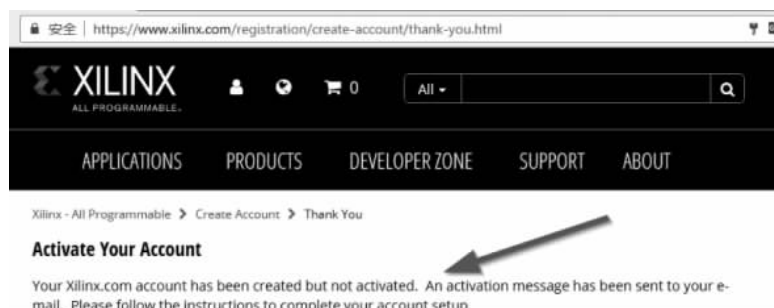 安全 https://www.xilinx.com/registration/create-account/thank-you.html
XILINX
ALL PROGRAMMABLE.
0 All
APPLICATIONS PRODUCTS DEVELOPER ZONE SUPPORT ABOUT
Xilinx - All Programmable > Create Account > Thank You
Activate Your Account
Your Xilinx.com account has been created but not activated. An activation message has been sent to your e-
mail. Please follow the instructions to complete your account setup.